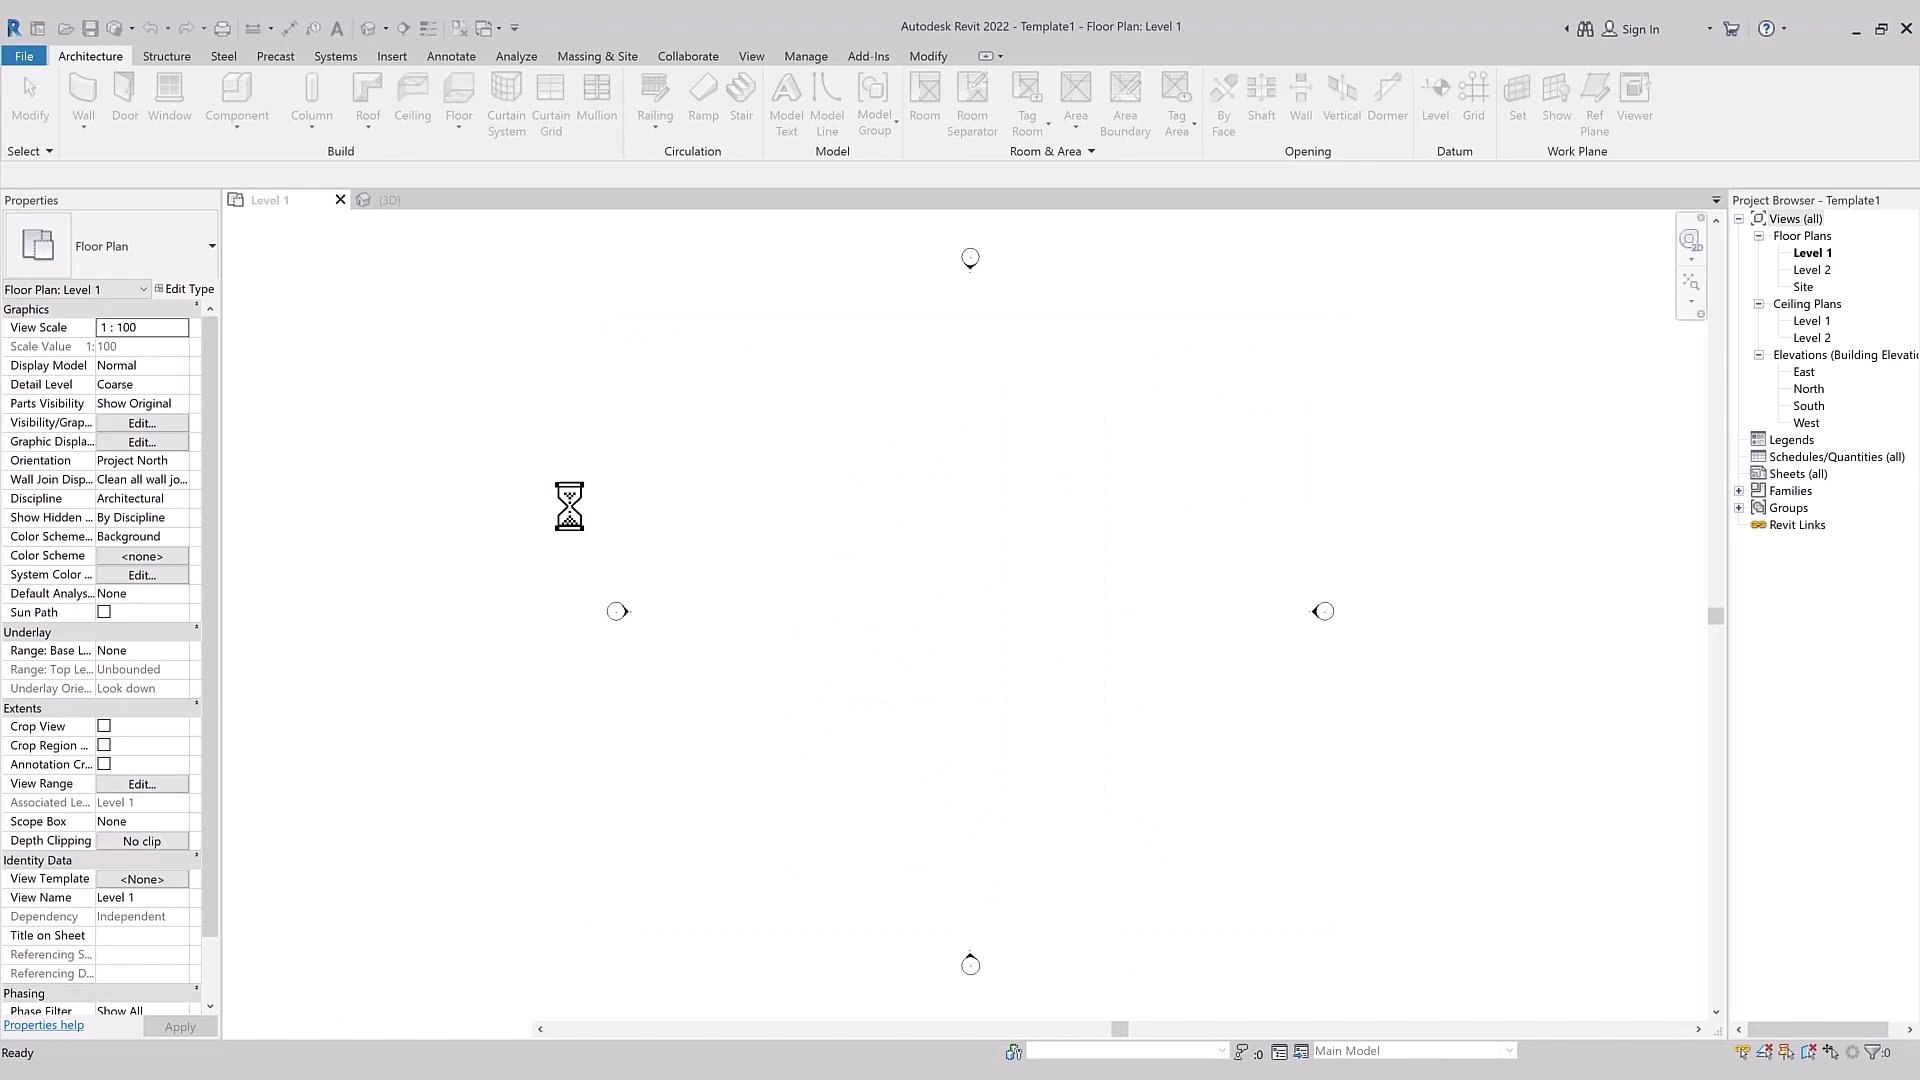 Autodesk Revit 2022 - Template1 - Floor Plan: Level 1
Sign In
File Architecture Structure Steel Precast Systems Insert Annotate Analyze Massing & Site Collaborate View Manage Add-Ins Modify
Modify Wall Door Window Component Column Roof Ceiling Floor Curtain System Curtain Grid Mullion Railing Ramp Stair Model Text Model Line Model Group Room Room Separator Tag Room Area Area Boundary Tag Area By Face Shaft Wall Vertical Dormer Level Grid Set Show Ref Plane Viewer
Select Build Circulation Model Room & Area Opening Datum Work Plane
Properties
Level 1
{3D}
Floor Plan
Floor Plan: Level 1 Edit Type
Graphics
View Scale 1 : 100
Scale Value 1: 100
Display Model Normal
Detail Level Coarse
Parts Visibility Show Original
Visibility/Grap... Edit...
Graphic Displa... Edit...
Orientation Project North
Wall Join Disp... Clean all wall jo...
Discipline Architectural
Show Hidden ... By Discipline
Color Scheme... Background
Color Scheme <none>
System Color ... Edit...
Default Analys... None
Sun Path
Underlay
Range: Base L... None
Range: Top Le... Unbounded
Underlay Orie... Look down
Extents
Crop View
Crop Region ...
Annotation Cr...
View Range Edit...
Associated Le... Level 1
Scope Box None
Depth Clipping No clip
Identity Data
View Template <None>
View Name Level 1
Dependency Independent
Title on Sheet
Referencing S...
Referencing D...
Phasing
Phase Filter Show All
Properties help Apply
2D
Project Browser - Template1
Views (all)
Floor Plans
Level 1
Level 2
Site
Ceiling Plans
Level 1
Level 2
Elevations (Building Elevatio
East
North
South
West
Legends
Schedules/Quantities (all)
Sheets (all)
Families
Groups
Revit Links
Ready
:0
Main Model
:0